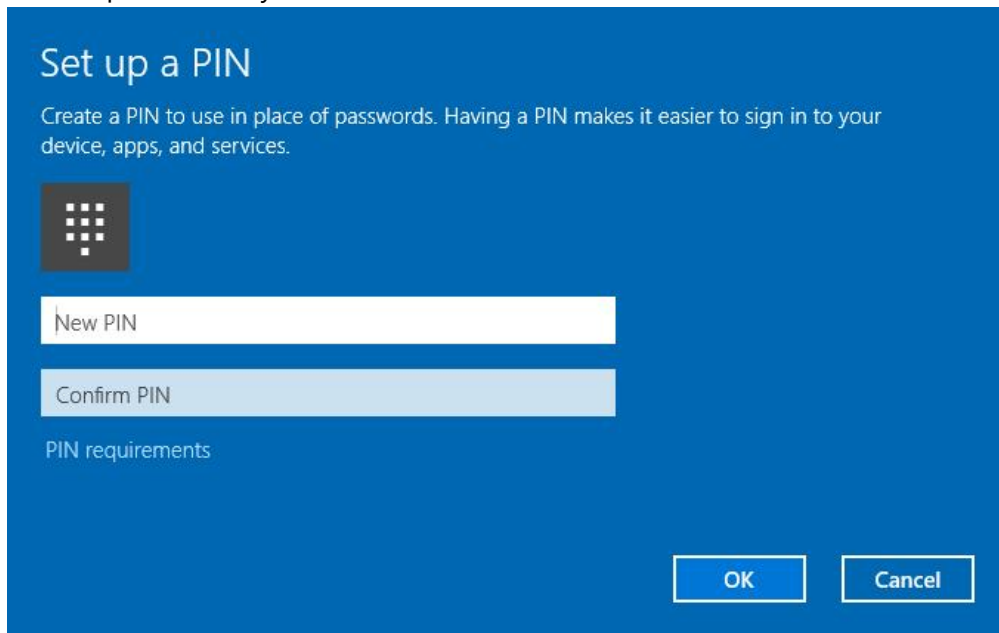 Set up a PIN
Create a PIN to use in place of passwords. Having a PIN makes it easier to sign in to your
device, apps, and services.
New PIN
Confirm PIN
PIN requirements
OK Cancel